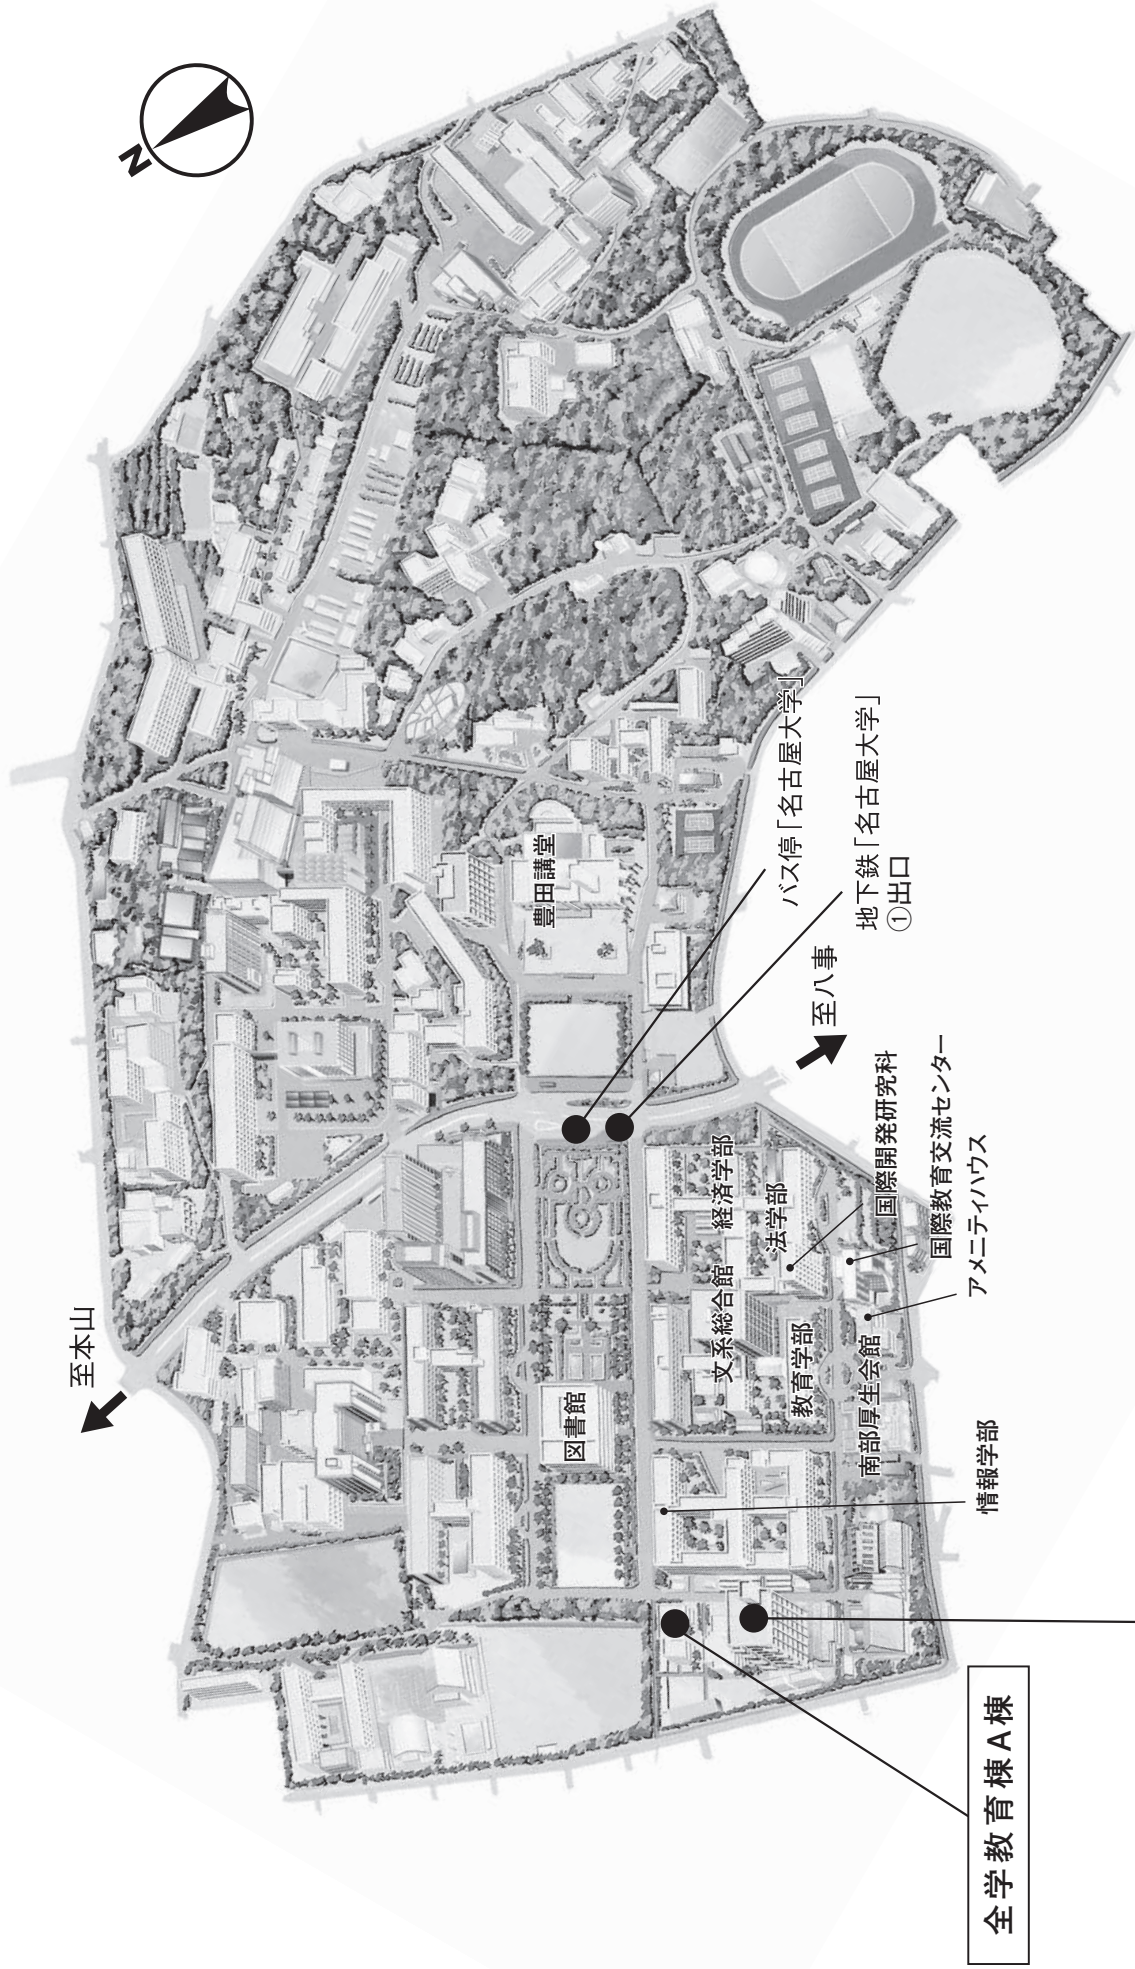 N
至本山
豊田講堂
バス停「名古屋大学」
地下鉄「名古屋大学」
①出口
至八事
経済学部
法学部
文系総合館
教育学部
国際開発研究科
国際教育交流センター
アメニティハウス
南部厚生会館
図書館
情報学部
全学教育棟A棟